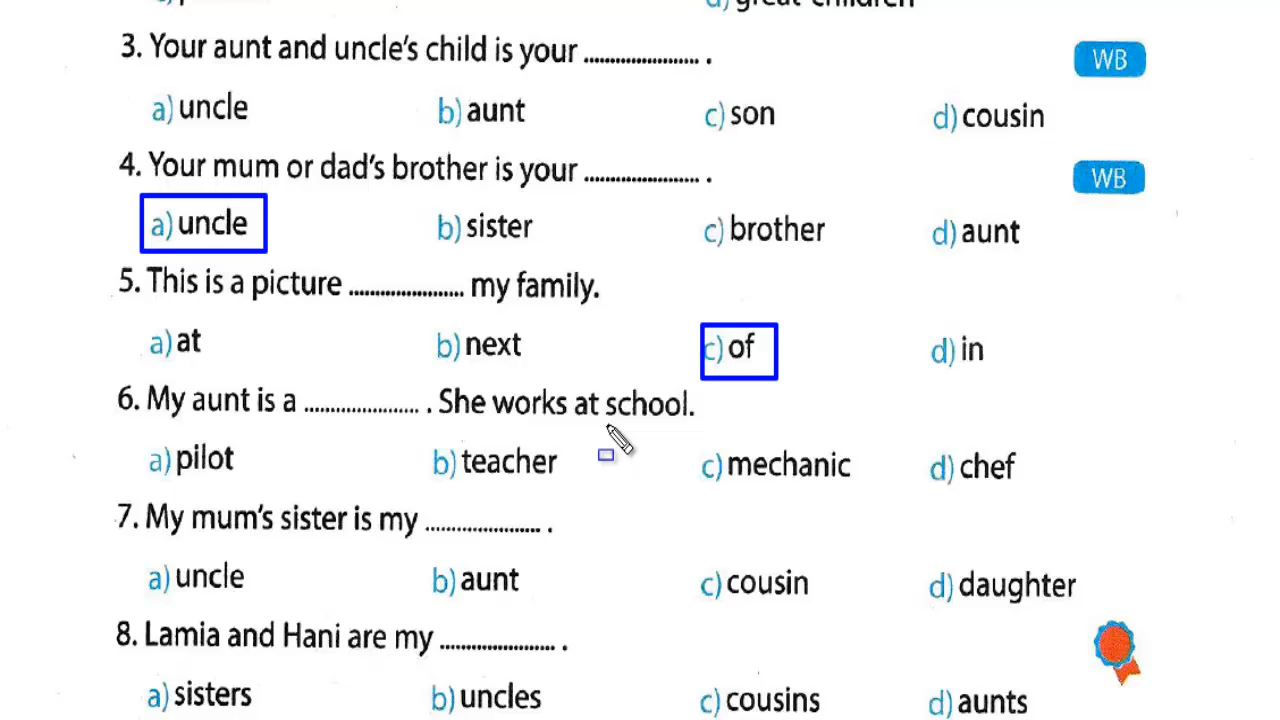 great children
3. Your aunt and uncle's child is your ...................... .
WB
a) uncle b) aunt c) son d) cousin
4. Your mum or dad's brother is your ...................... .
WB
a) uncle b) sister c) brother d) aunt
5. This is a picture ...................... my family.
a) at b) next c) of d) in
6. My aunt is a ...................... . She works at school.
a) pilot b) teacher c) mechanic d) chef
7. My mum's sister is my ...................... .
a) uncle b) aunt c) cousin d) daughter
8. Lamia and Hani are my ...................... .
a) sisters b) uncles c) cousins d) aunts